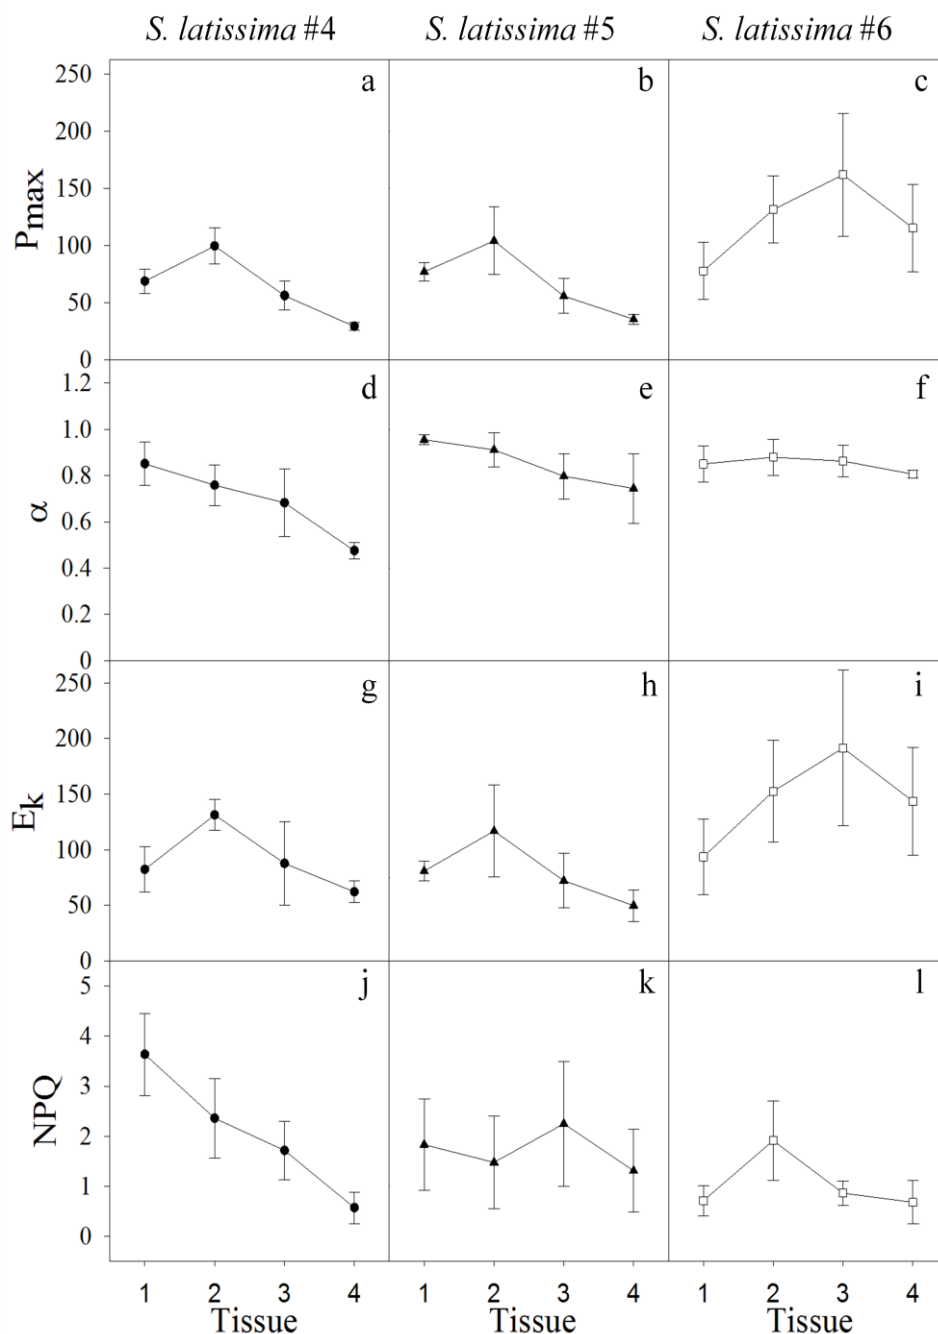 S. latissima #4 S. latissima #5 S. latissima #6
a b c
250
200
150
100
50
0
Pmax
d e f
1.2
1.0
0.8
0.6
0.4
0.2
0
α
g h i
250
200
150
100
50
0
Ek
j k l
5
4
3
2
1
0
NPQ
1 2 3 4 1 2 3 4 1 2 3 4
Tissue Tissue Tissue